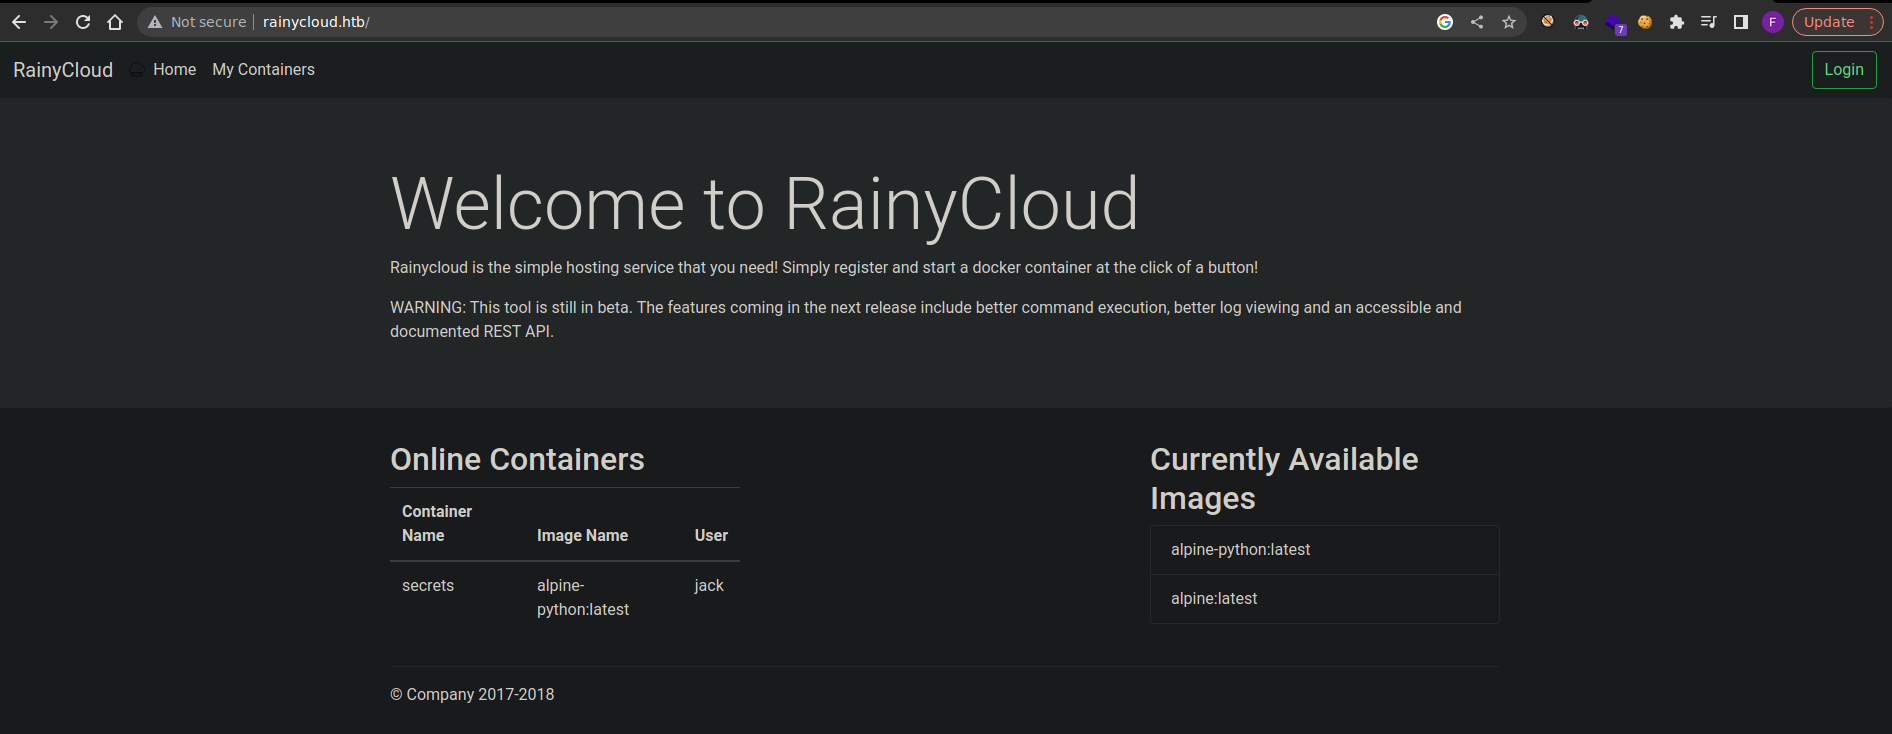 Not secure rainycloud.htb/
7
F
Update
RainyCloud Home My Containers
Login
Welcome to RainyCloud
Rainycloud is the simple hosting service that you need! Simply register and start a docker container at the click of a button!
WARNING: This tool is still in beta. The features coming in the next release include better command execution, better log viewing and an accessible and
documented REST API.
Online Containers
Container
Name
Image Name
User
secrets
alpine-
python:latest
jack
Currently Available
Images
alpine-python:latest
alpine:latest
© Company 2017-2018